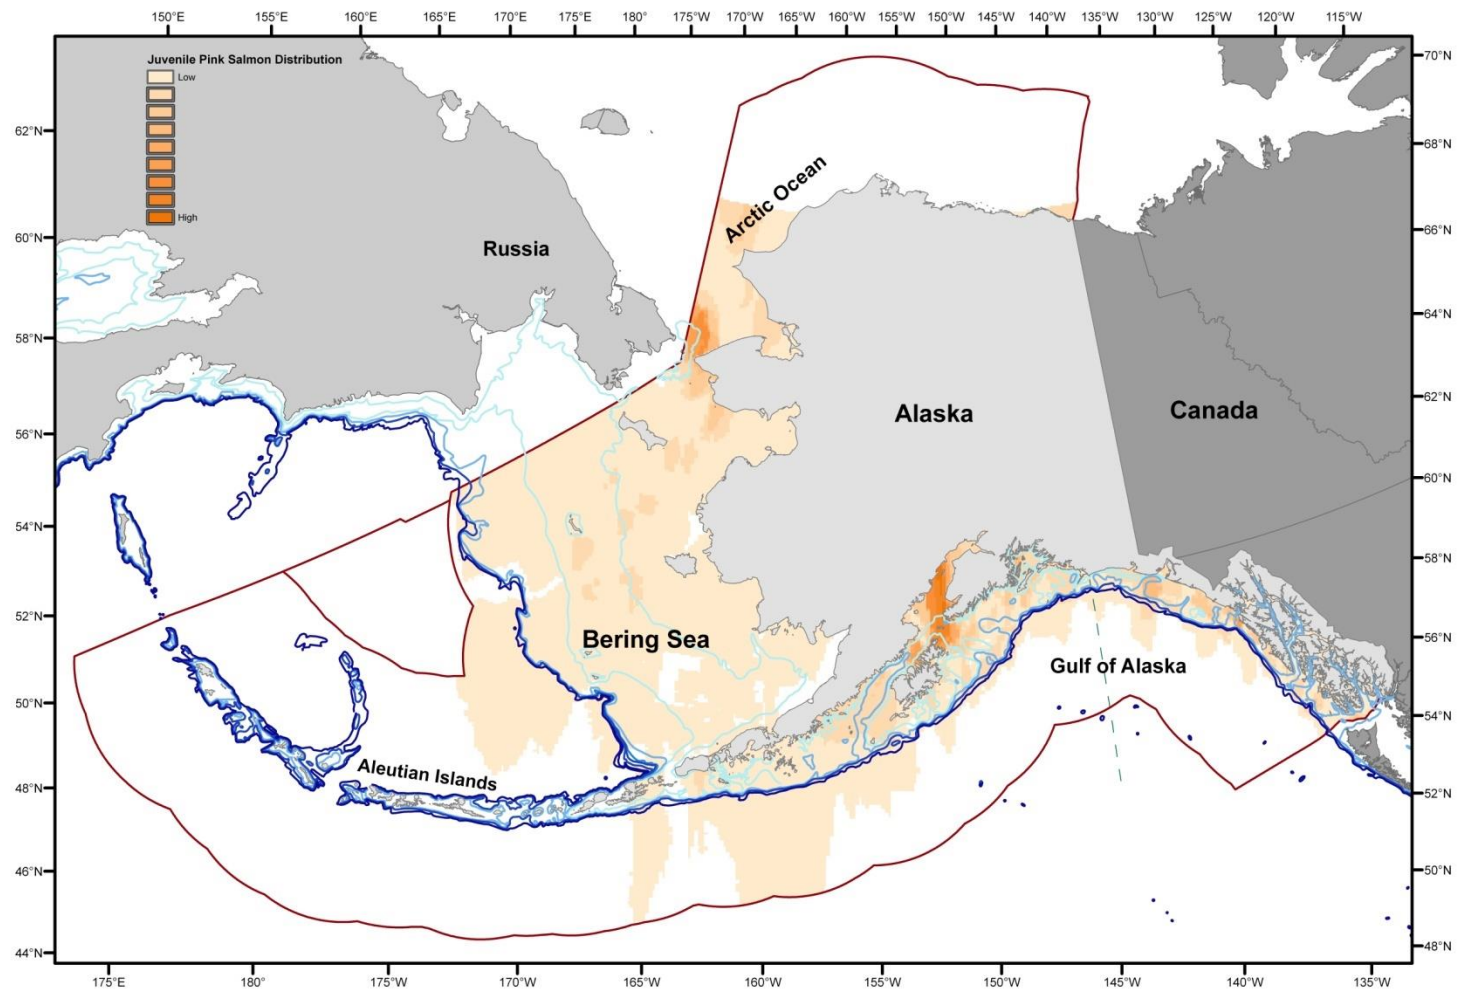 150°E 155°E 160°E 165°E 170°E 175°E 180° 175°W 170°W 165°W 160°W 155°W 150°W 145°W 140°W 135°W 130°W 125°W 120°W 115°W
Juvenile Pink Salmon Distribution
Low
High
70°N
62°N
68°N
Arctic Ocean
60°N
66°N
Russia
64°N
58°N
62°N
Alaska
Canada
56°N
60°N
54°N
58°N
52°N
56°N
Bering Sea
Gulf of Alaska
50°N
54°N
Aleutian Islands
48°N
52°N
46°N
50°N
44°N
48°N
175°E 180° 175°W 170°W 165°W 160°W 155°W 150°W 145°W 140°W 135°W